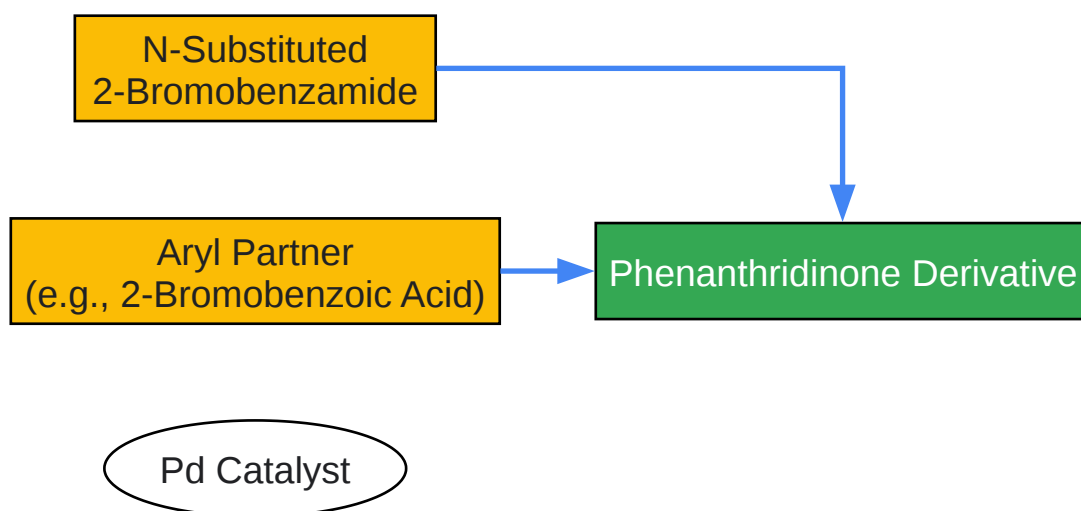 N-Substituted
2-Bromobenzamide
Aryl Partner
(e.g., 2-Bromobenzoic Acid)
Phenanthridinone Derivative
Pd Catalyst